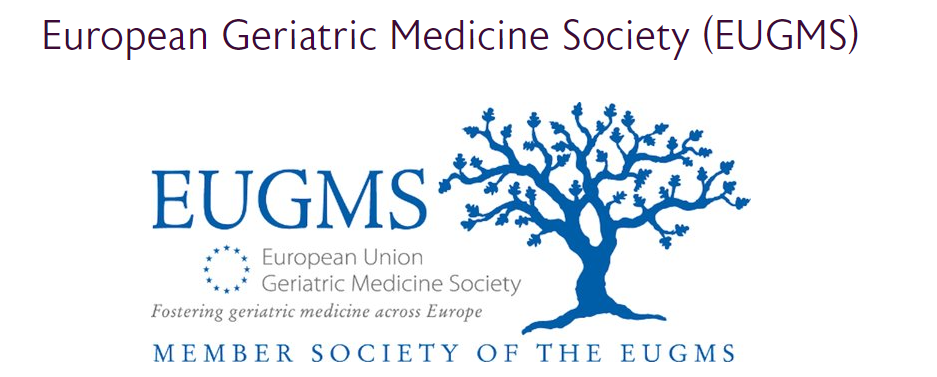 European Geriatric Medicine Society (EUGMS)
EUGMS
European Union
Geriatric Medicine Society
Fostering geriatric medicine across Europe
MEMBER SOCIETY OF THE EUGMS